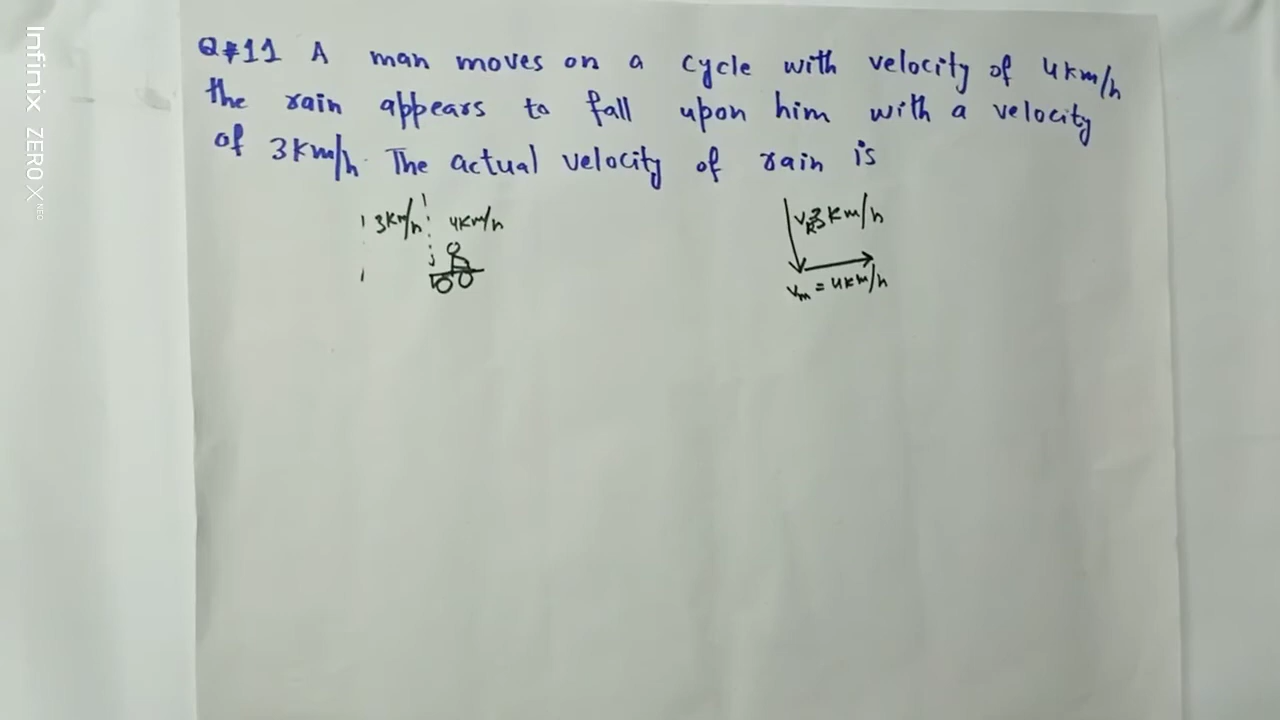 Q#11 A man moves on a cycle with velocity of 4km/h
the rain appears to fall upon him with a velocity
of 3km/h. The actual velocity of rain is
3km/h 4km/h
3km/h
Vm = 4km/h
Infinix ZERO X NEO